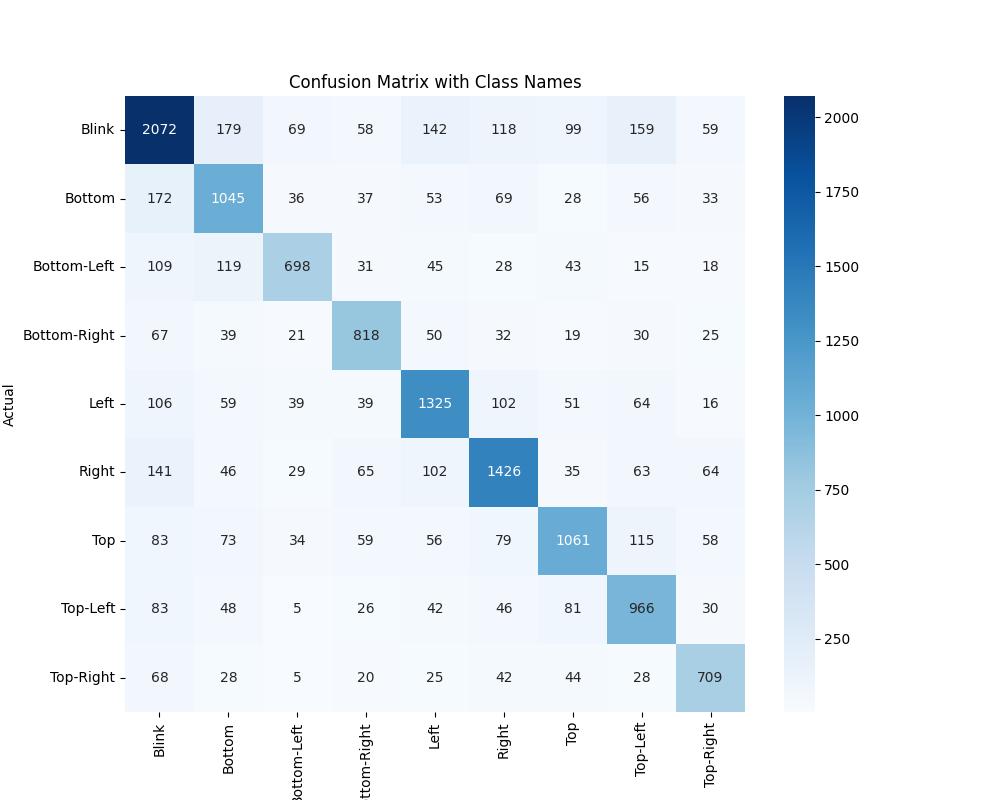 Confusion Matrix with Class Names
Blink 2072 179 69 58 142 118 99 159 59
Bottom 172 1045 36 37 53 69 28 56 33
Bottom-Left 109 119 698 31 45 28 43 15 18
Bottom-Right 67 39 21 818 50 32 19 30 25
Left 106 59 39 39 1325 102 51 64 16
Right 141 46 29 65 102 1426 35 63 64
Top 83 73 34 59 56 79 1061 115 58
Top-Left 83 48 5 26 42 46 81 966 30
Top-Right 68 28 5 20 25 42 44 28 709
Actual
Blink
Bottom
ottom-Left
ttom-Right
Left
Right
Top
Top-Left
Top-Right
2000
1750
1500
1250
1000
750
500
250